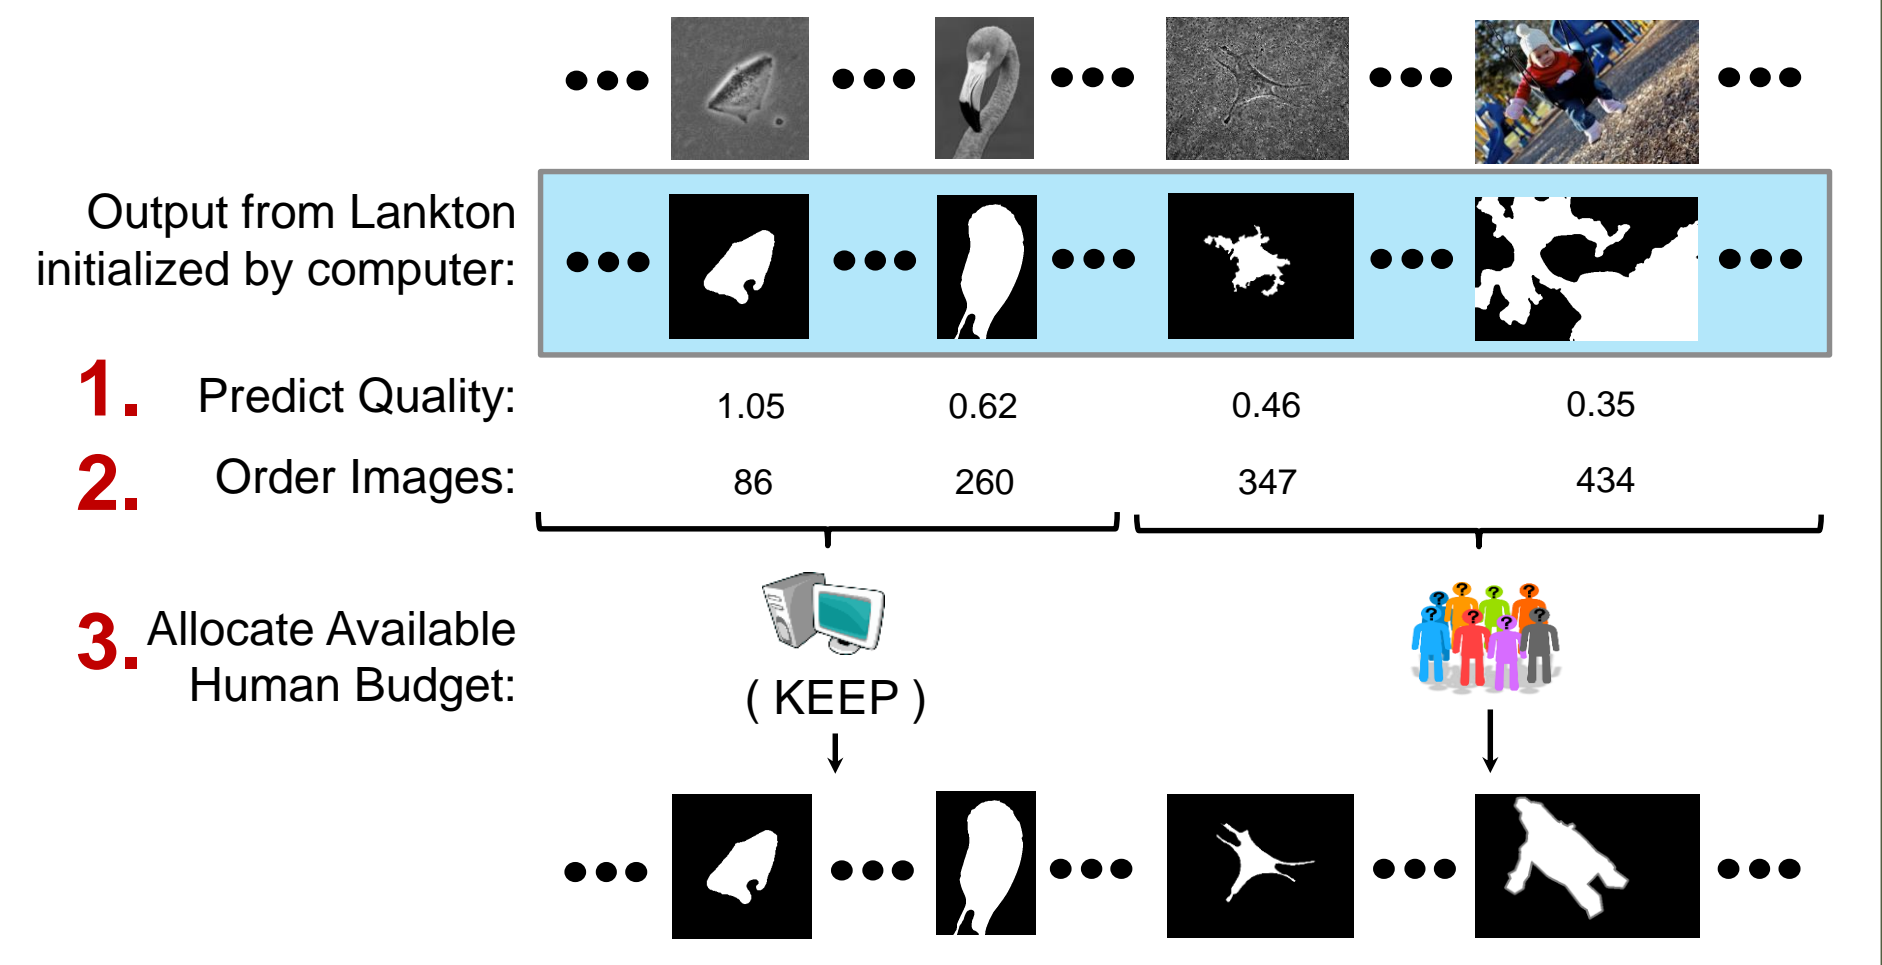 Output from Lankton
initialized by computer:
1. Predict Quality: 1.05 0.62 0.46 0.35
2. Order Images: 86 260 347 434
3. Allocate Available
Human Budget:
( KEEP )
? ? ? ?
? ? ? ?